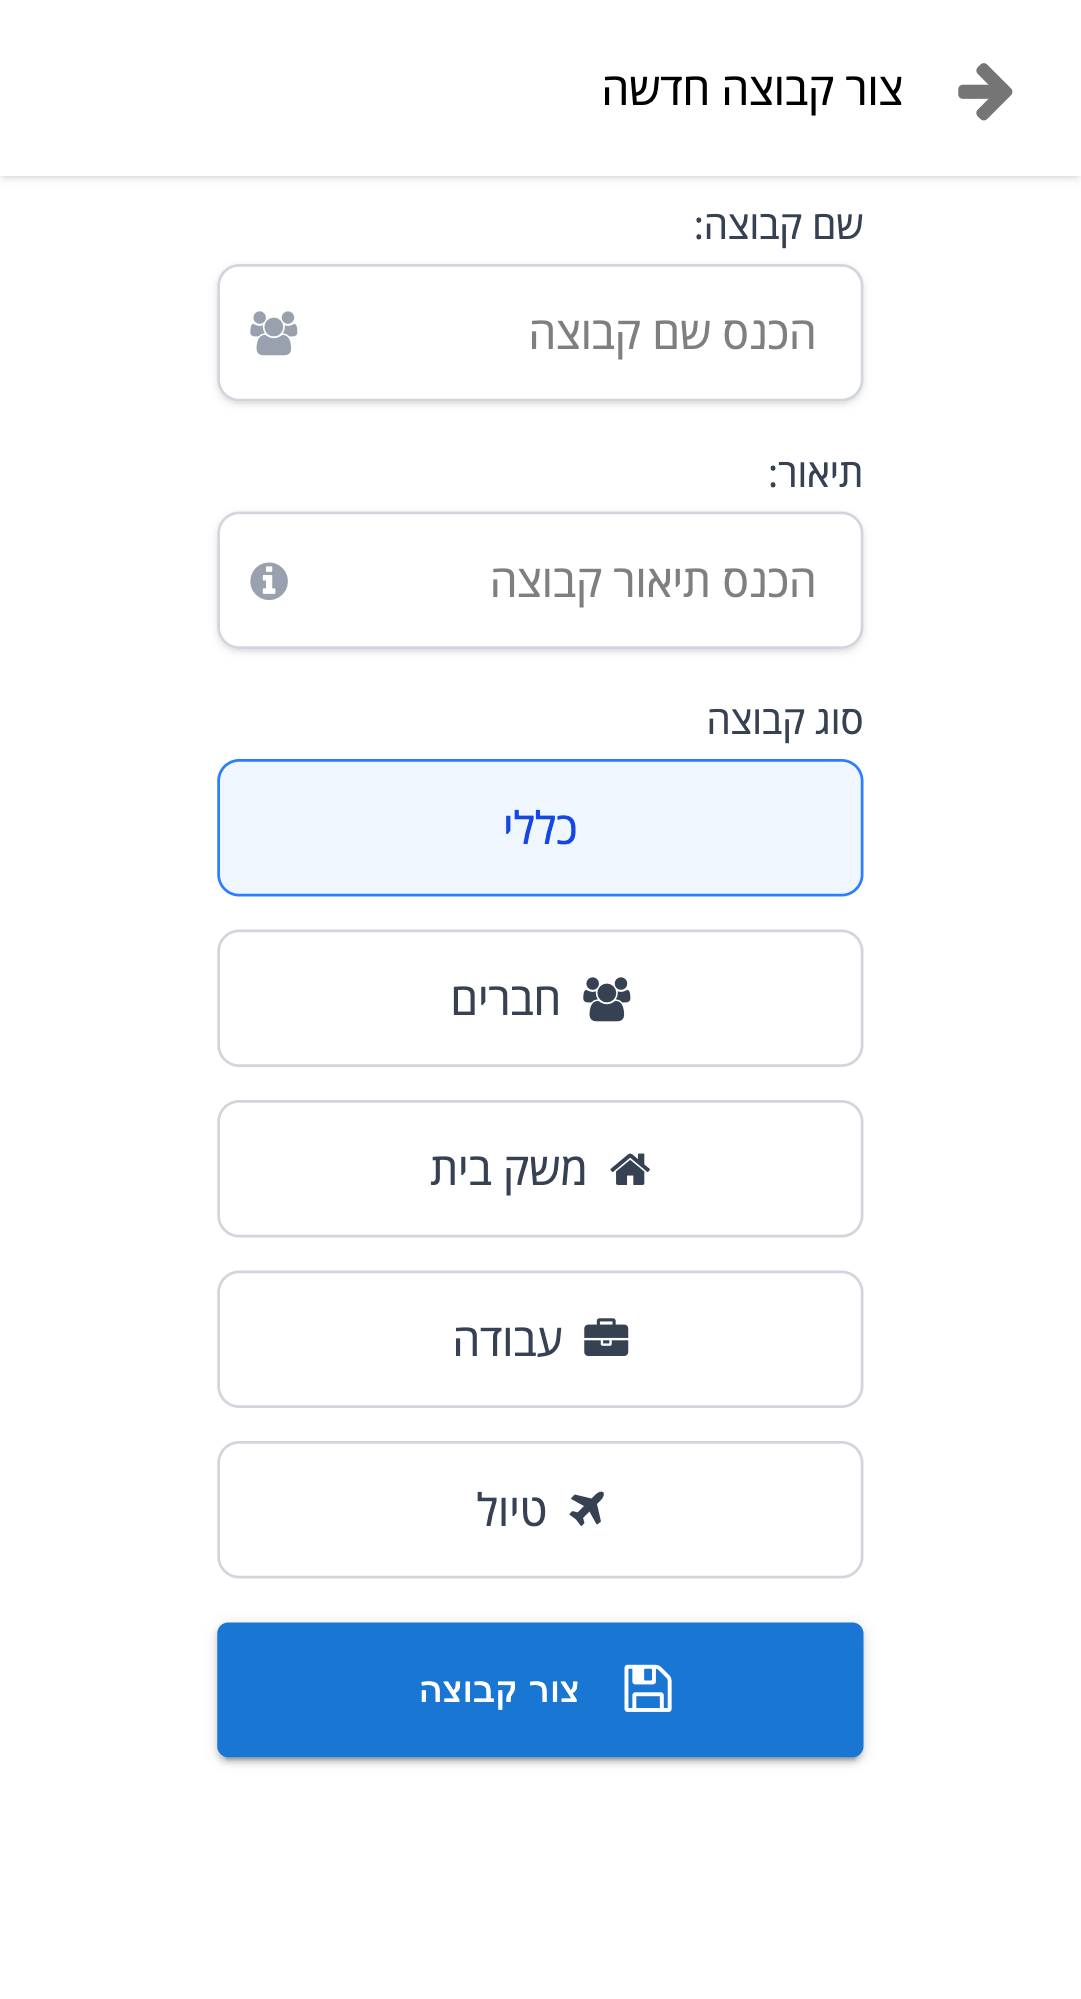 צור קבוצה חדשה
שם קבוצה:
הכנס שם קבוצה
תיאור:
הכנס תיאור קבוצה
סוג קבוצה
כללי
חברים
משק בית
עבודה
טיול
צור קבוצה